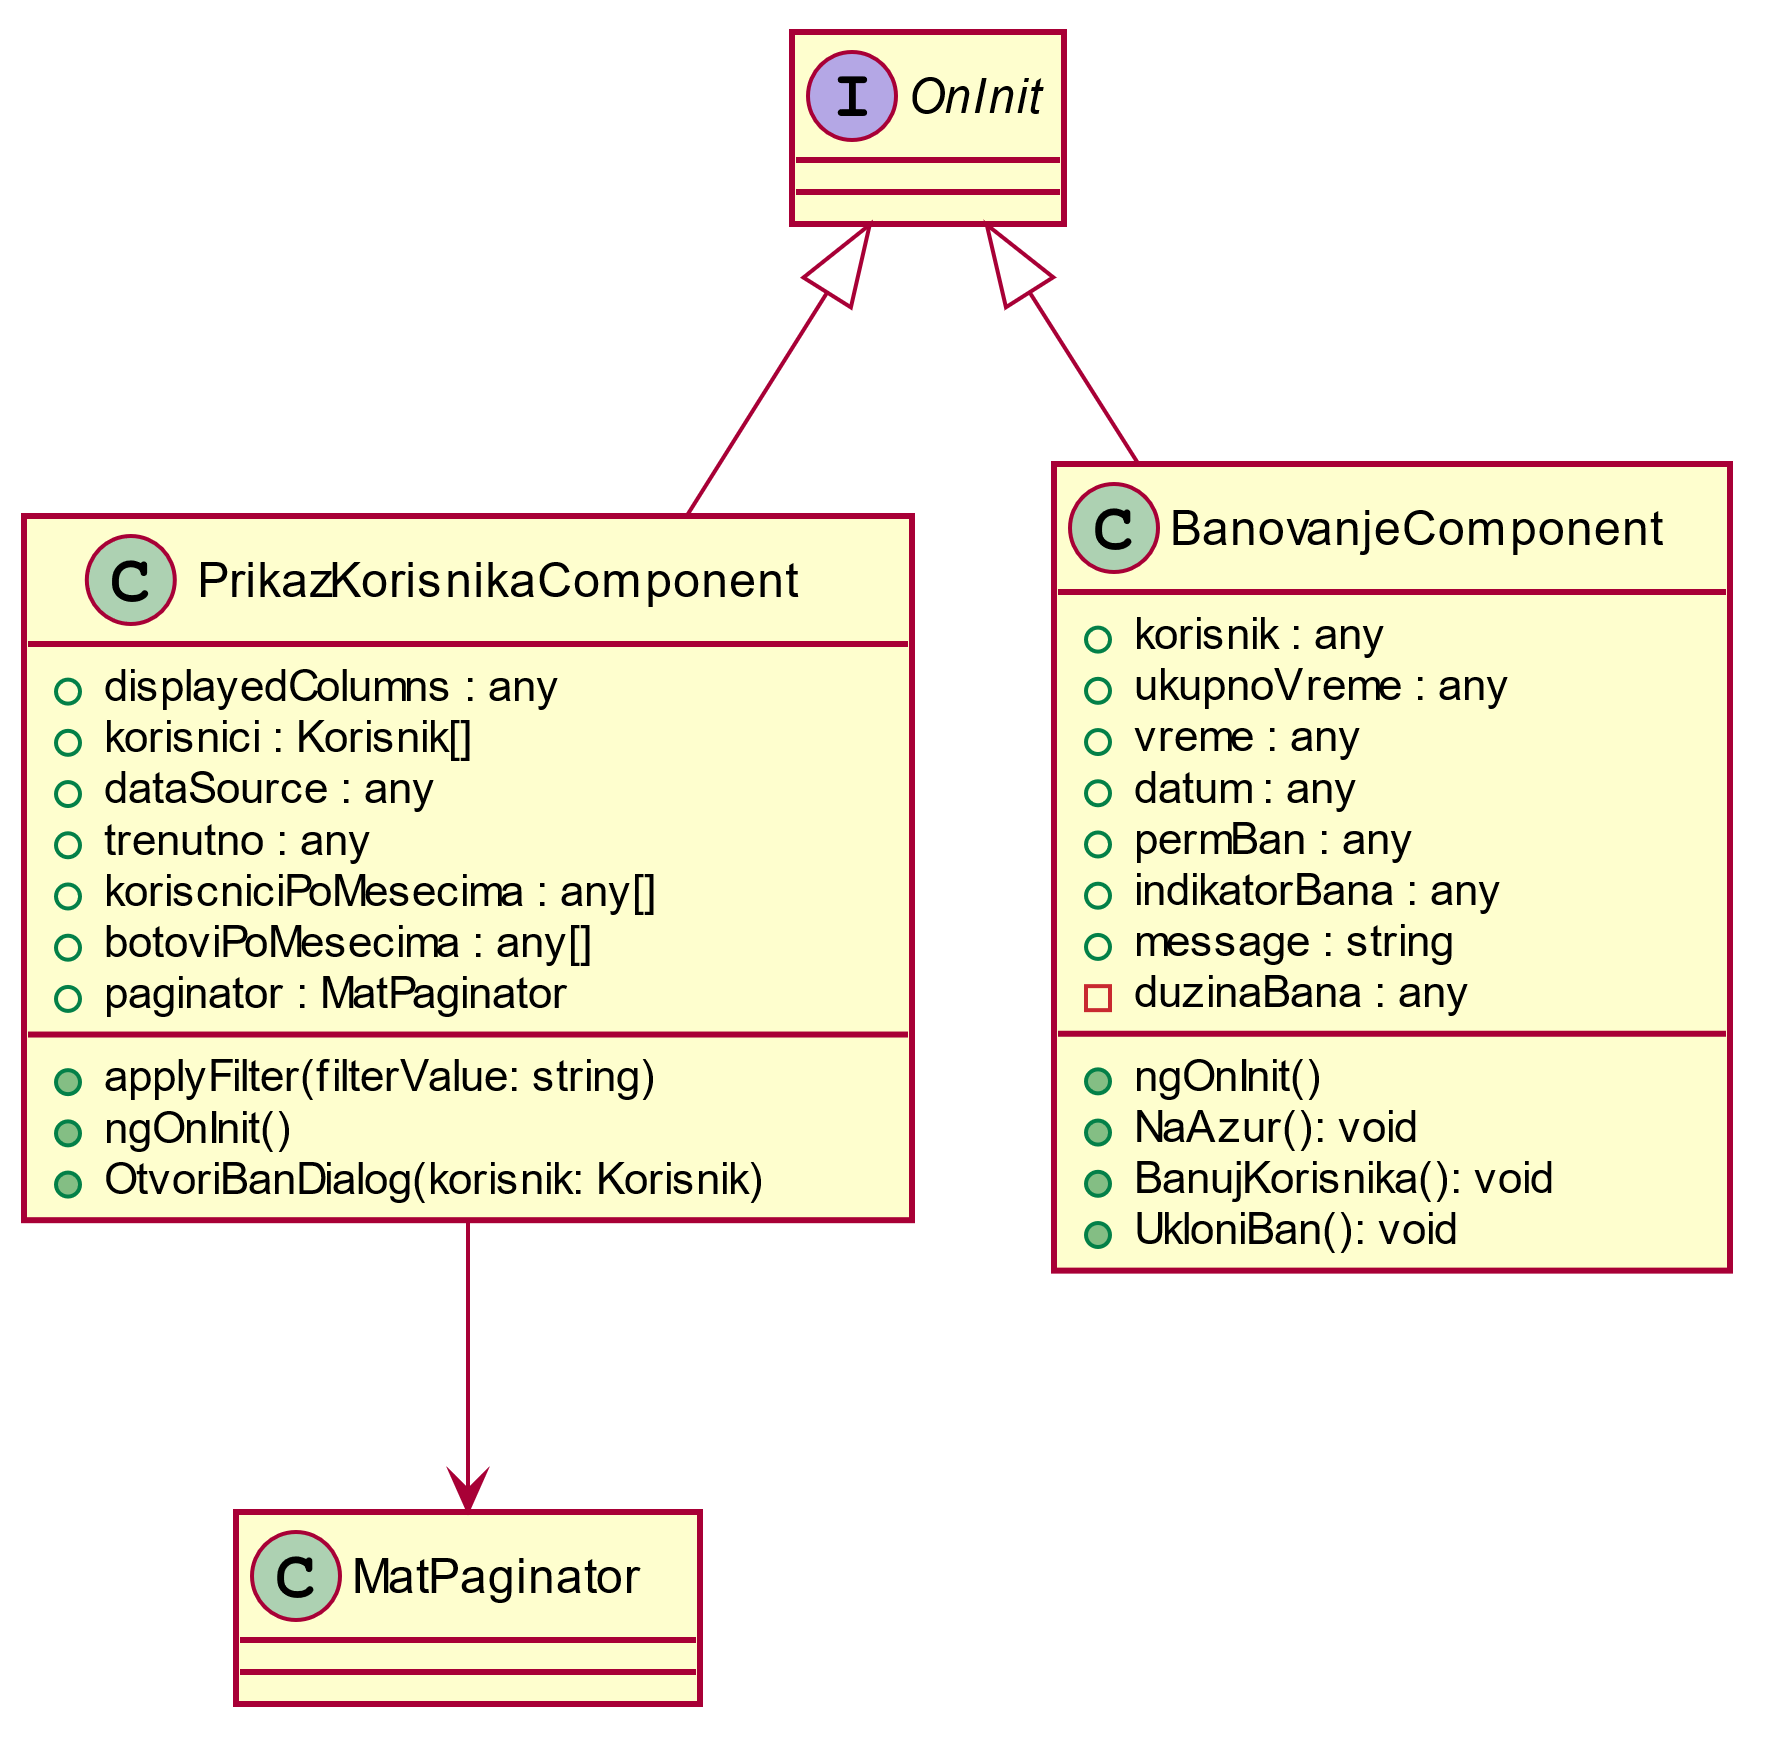 I OnInit
C PrikazKorisnikaComponent
displayedColumns : any
korisnici : Korisnik[]
dataSource : any
trenutno : any
koriscniciPoMesecima : any[]
botoviPoMesecima : any[]
paginator : MatPaginator
applyFilter(filterValue: string)
ngOnInit()
OtvoriBanDialog(korisnik: Korisnik)
C BanovanjeComponent
korisnik : any
ukupnoVreme : any
vreme : any
datum : any
permBan : any
indikatorBana : any
message : string
duzinaBana : any
ngOnInit()
NaAzur(): void
BanujKorisnika(): void
UkloniBan(): void
C MatPaginator